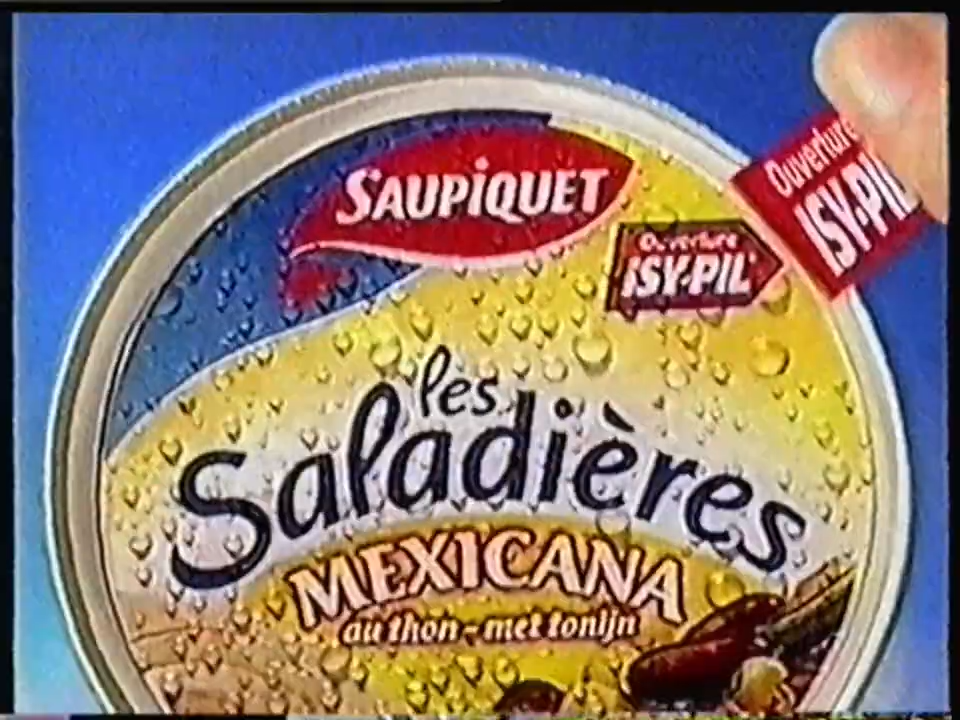 SAUPiQUET
Ouverture
ISY•PIL
Ouverture
ISY•PIL
les
Saladières
MEXICANA
au thon - met tonijn